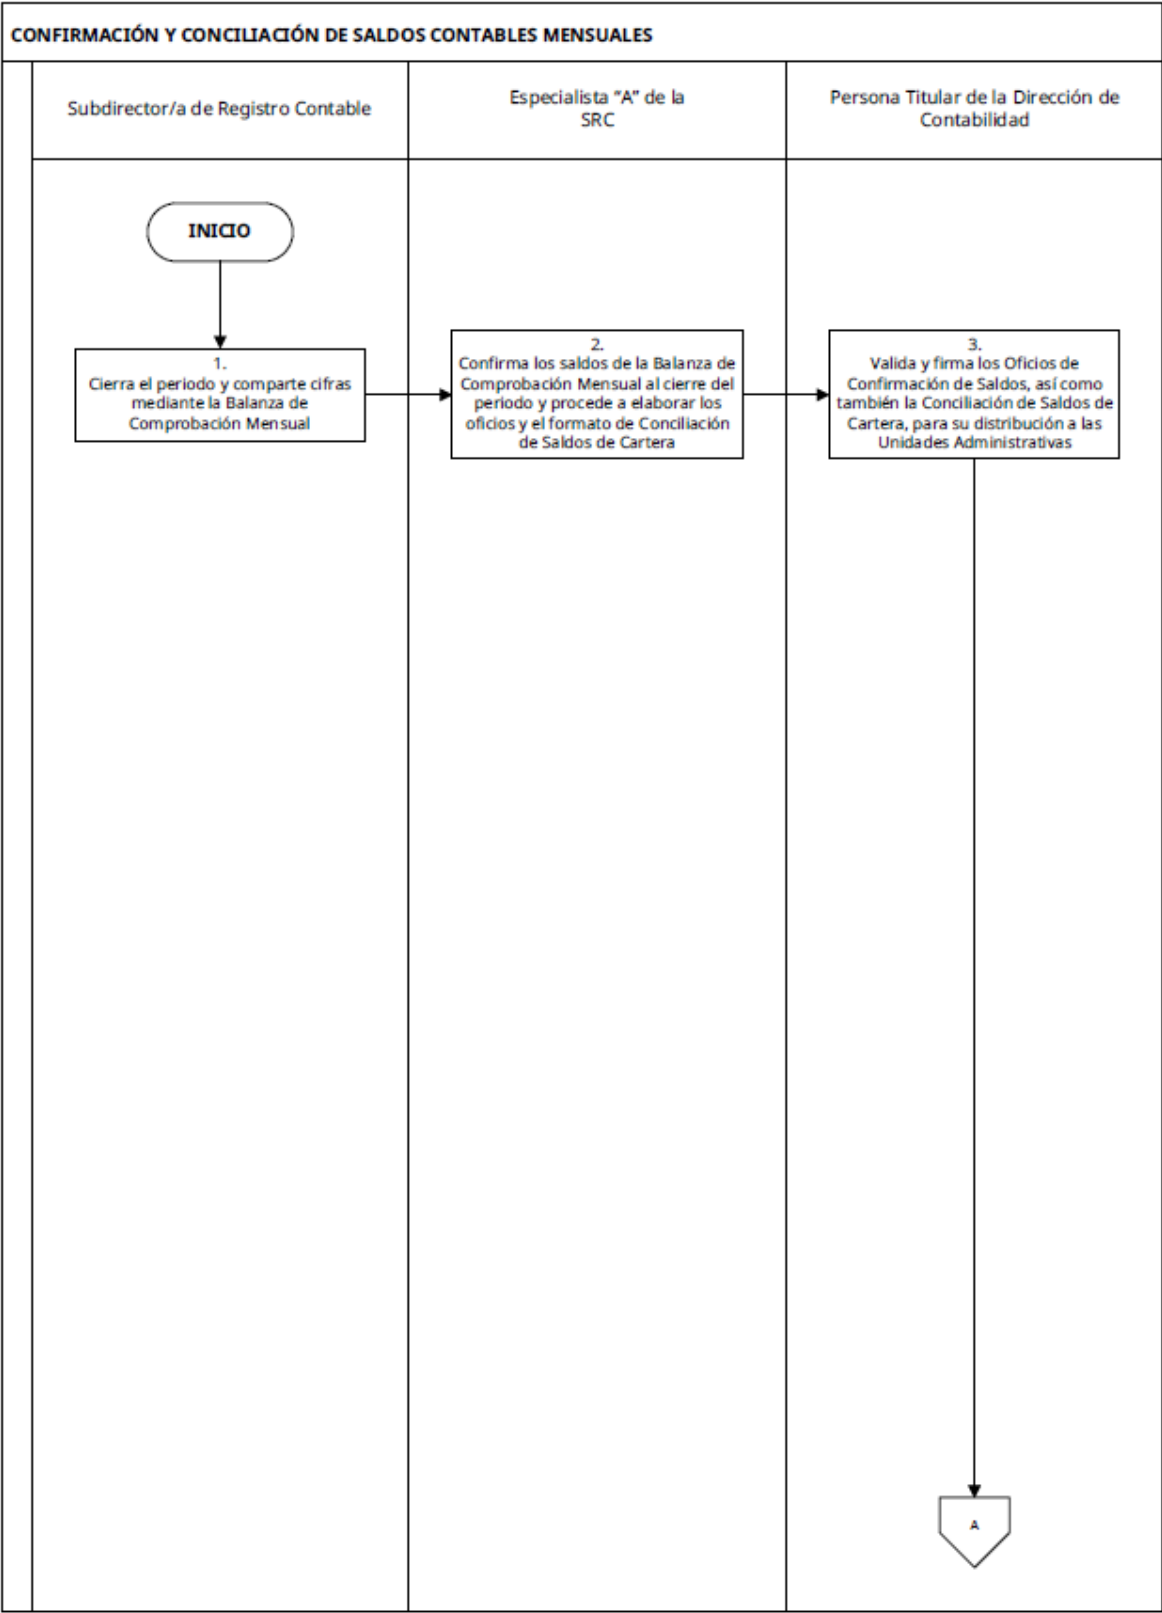 CONFIRMACIÓN Y CONCILIACIÓN DE SALDOS CONTABLES MENSUALES
Subdirector/a de Registro Contable
Especialista “A” de la
SRC
Persona Titular de la Dirección de
Contabilidad
INICIO
1.
Cierra el periodo y comparte cifras
mediante la Balanza de
Comprobación Mensual
2.
Confirma los saldos de la Balanza de
Comprobación Mensual al cierre del
periodo y procede a elaborar los
oficios y el formato de Conciliación
de Saldos de Cartera
3.
Valida y firma los Oficios de
Confirmación de Saldos, así como
también la Conciliación de Saldos de
Cartera, para su distribución a las
Unidades Administrativas
A